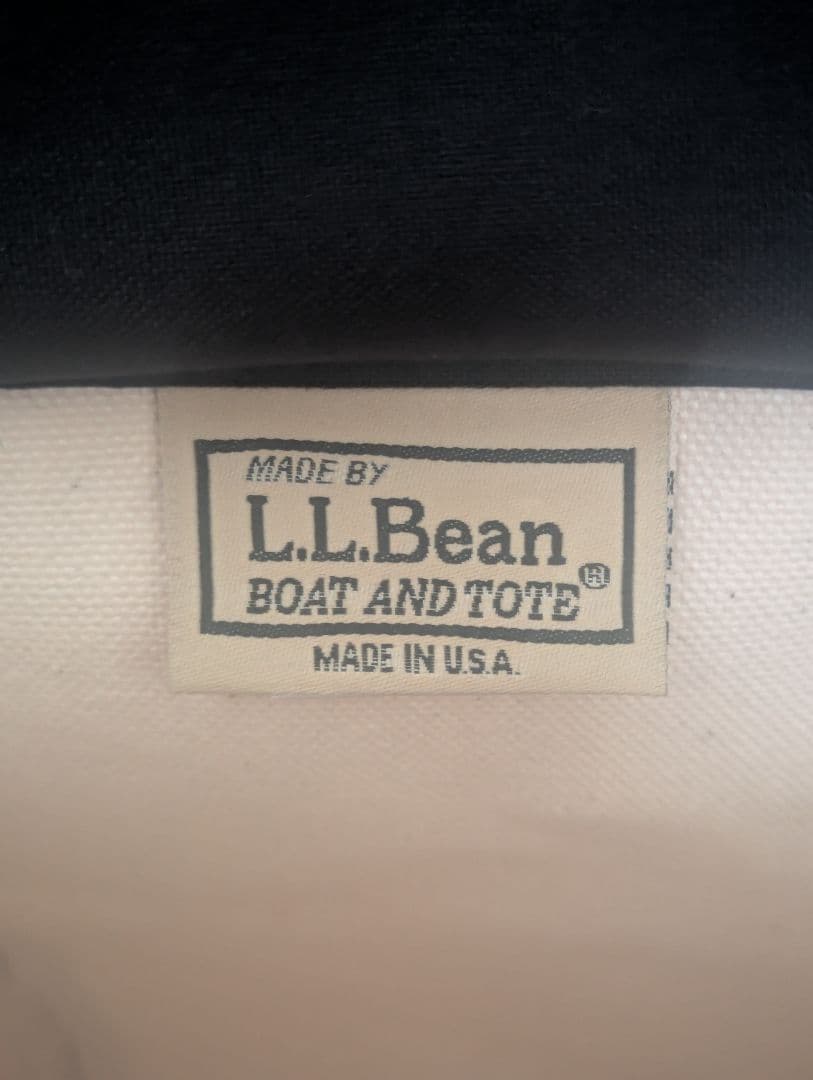 MADE BY
L.L.Bean
BOAT AND TOTE®
MADE IN U.S.A.